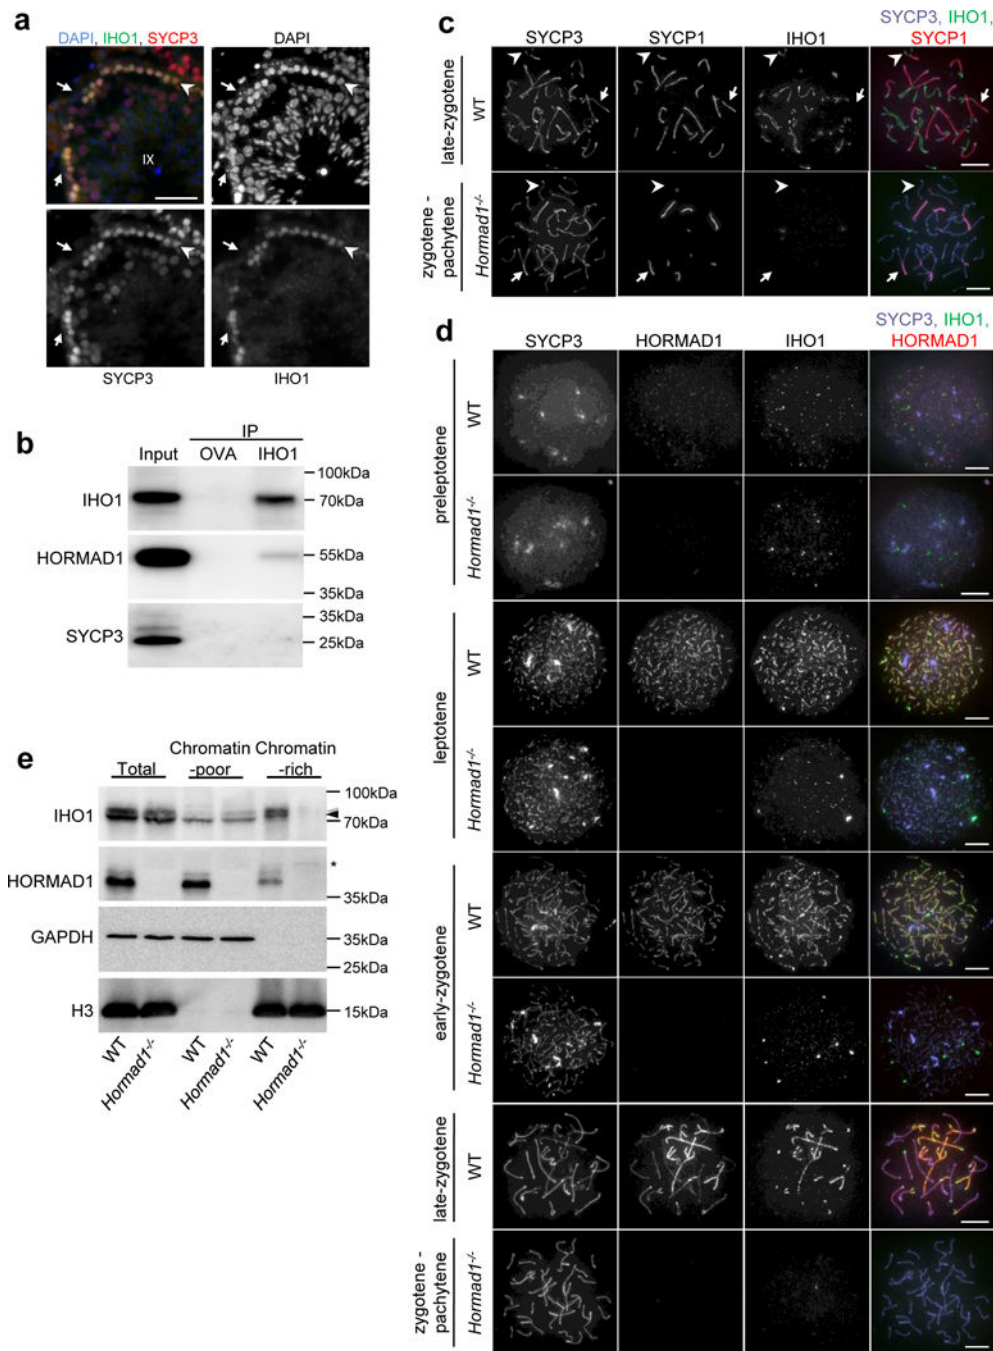 a
DAPI, IHO1, SYCP3
DAPI
IX
SYCP3
IHO1
b
IP
Input
OVA
IHO1
IHO1
100kDa
70kDa
HORMAD1
55kDa
35kDa
SYCP3
35kDa
25kDa
e
Chromatin Chromatin
Total
-poor
-rich
IHO1
100kDa
70kDa
HORMAD1
*
35kDa
GAPDH
35kDa
25kDa
H3
15kDa
WT
Hormad1-/-
WT
Hormad1-/-
WT
Hormad1-/-
c
SYCP3
SYCP1
IHO1
SYCP3, IHO1,
SYCP1
late-zygotene
WT
zygotene -
pachytene
Hormad1-/-
d
SYCP3
HORMAD1
IHO1
SYCP3, IHO1,
HORMAD1
preleptotene
WT
Hormad1-/-
leptotene
WT
Hormad1-/-
early-zygotene
WT
Hormad1-/-
late-zygotene
WT
zygotene -
pachytene
Hormad1-/-